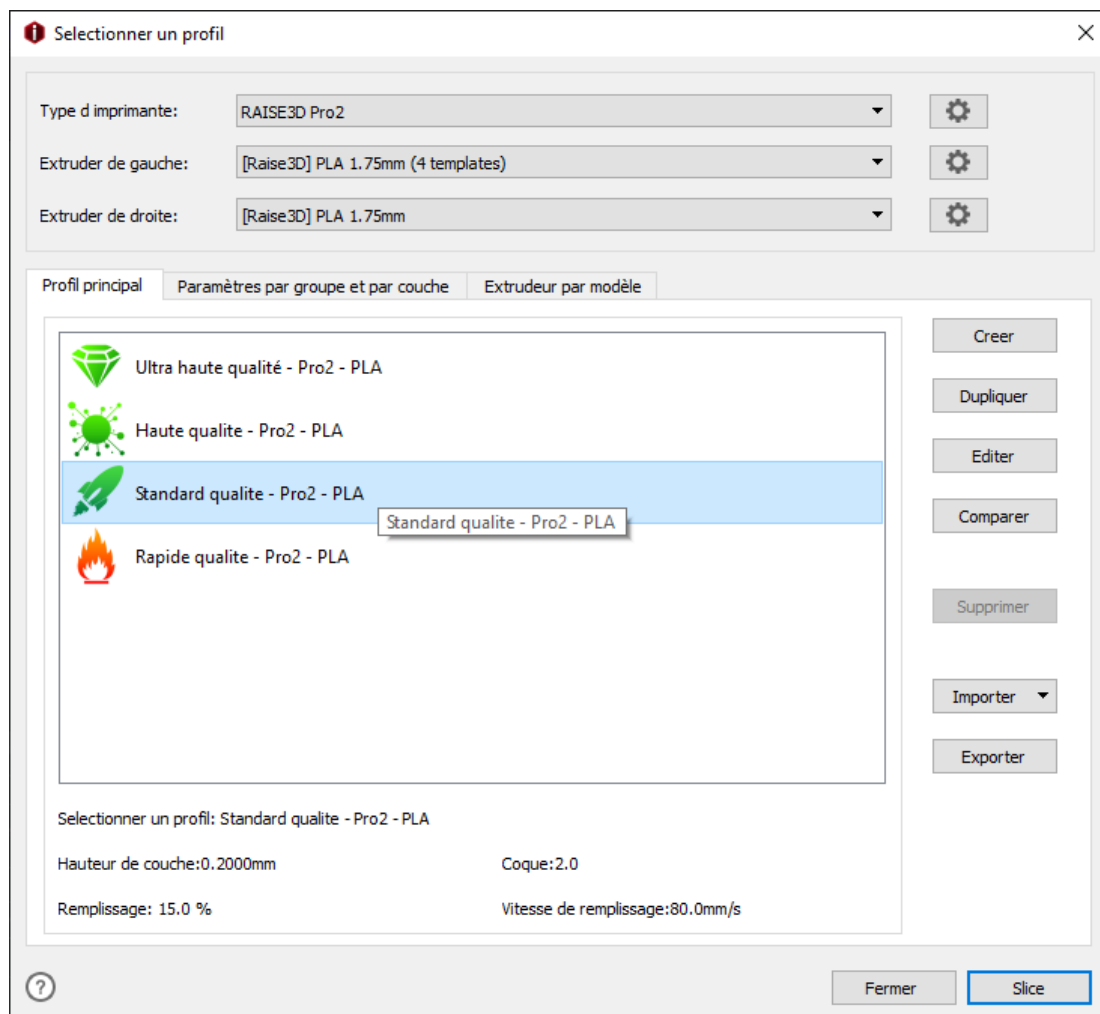 Selectionner un profil
Type d imprimante: RAISE3D Pro2
Extruder de gauche: [Raise3D] PLA 1.75mm (4 templates)
Extruder de droite: [Raise3D] PLA 1.75mm
Profil principal Paramètres par groupe et par couche Extrudeur par modèle
Creer
Ultra haute qualité - Pro2 - PLA
Dupliquer
Haute qualite - Pro2 - PLA
Editer
Standard qualite - Pro2 - PLA
Standard qualite - Pro2 - PLA
Comparer
Rapide qualite - Pro2 - PLA
Supprimer
Importer
Exporter
Selectionner un profil: Standard qualite - Pro2 - PLA
Hauteur de couche:0.2000mm Coque:2.0
Remplissage: 15.0 % Vitesse de remplissage:80.0mm/s
? Fermer Slice